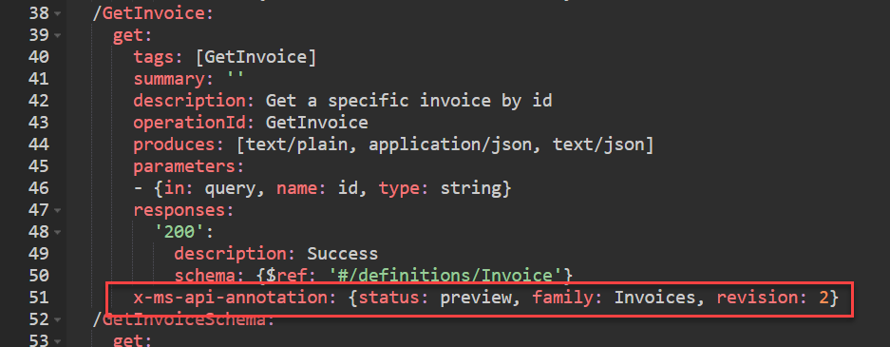 38 /GetInvoice:
39 get:
40 tags: [GetInvoice]
41 summary: ''
42 description: Get a specific invoice by id
43 operationId: GetInvoice
44 produces: [text/plain, application/json, text/json]
45 parameters:
46 - {in: query, name: id, type: string}
47 responses:
48 '200':
49 description: Success
50 schema: {$ref: '#/definitions/Invoice'}
51 x-ms-api-annotation: {status: preview, family: Invoices, revision: 2}
52 /GetInvoiceSchema:
53 get: